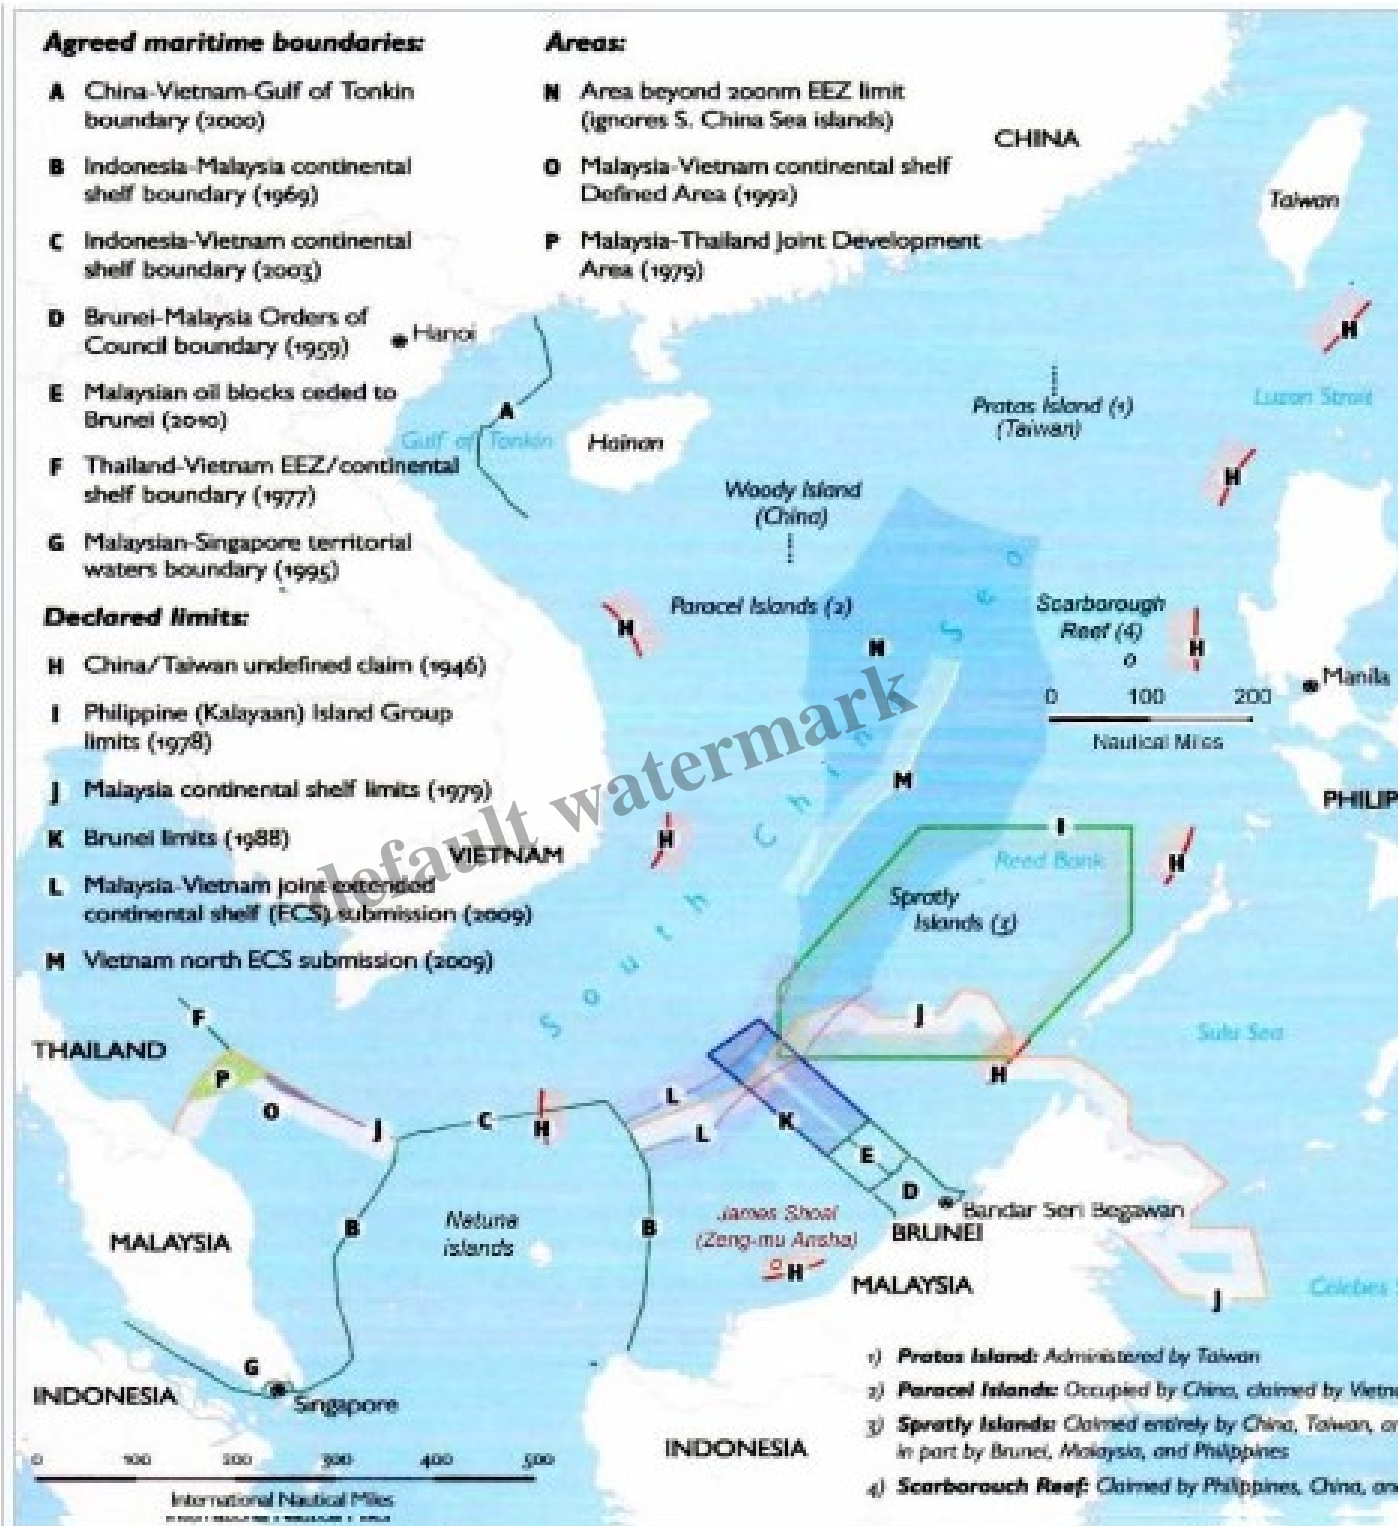 Agreed maritime boundaries:
A China-Vietnam-Gulf of Tonkin
boundary (2000)
B Indonesia-Malaysia continental
shelf boundary (1969)
C Indonesia-Vietnam continental
shelf boundary (2003)
D Brunei-Malaysia Orders of
Council boundary (1959)
E Malaysian oil blocks ceded to
Brunei (2010)
F Thailand-Vietnam EEZ/continental
shelf boundary (1977)
G Malaysian-Singapore territorial
waters boundary (1995)
Declared limits:
H China/Taiwan undefined claim (1946)
I Philippine (Kalayaan) Island Group
limits (1978)
J Malaysia continental shelf limits (1979)
K Brunei limits (1988)
L Malaysia-Vietnam joint extended
continental shelf (ECS) submission (2009)
M Vietnam north ECS submission (2009)
Areas:
N Area beyond 200nm EEZ limit
(ignores S. China Sea islands)
O Malaysia-Vietnam continental shelf
Defined Area (1992)
P Malaysia-Thailand Joint Development
Area (1979)
CHINA
Taiwan
H
Luzon Strait
Hanoi
A
Gulf of Tonkin
Hainan
Pratas Island (1)
(Taiwan)
H
Woody Island
(China)
Paracel Islands (2)
H
N
Scarborough
Reef (4)
H
0 100 200
Nautical Miles
Manila
PHILIP
default watermark
M
VIETNAM
H
I
Reed Bank
H
Spratly
Islands (3)
South China Sea
F
THAILAND
P
O
J
C
H
L
L
K
J
H
Sulu Sea
E
D
Bandar Seri Begawan
BRUNEI
B
Natuna
islands
B
James Shoal
(Zeng-mu Ansha)
H
MALAYSIA
MALAYSIA
J
Celebes
G
INDONESIA
Singapore
INDONESIA
0 100 200 300 400 500
International Nautical Miles
International Nautical Miles
1) Pratas Island: Administered by Taiwan
2) Paracel Islands: Occupied by China, claimed by Vietn
3) Spratly Islands: Claimed entirely by China, Taiwan, o
in part by Brunei, Malaysia, and Philippines
4) Scarborouch Reef: Claimed by Philippines, China, an